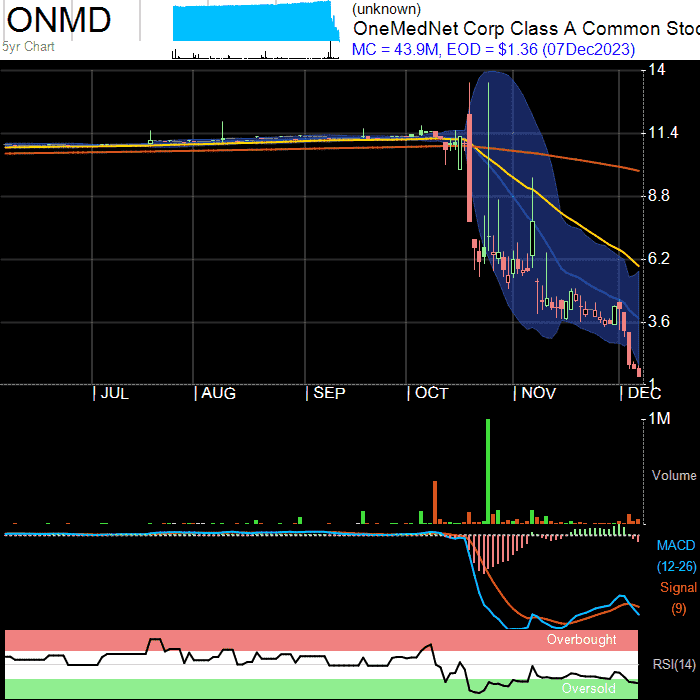 ONMD
5yr Chart
(unknown)
OneMedNet Corp Class A Common Stoc
MC = 43.9M, EOD = $1.36 (07Dec2023)
14
11.4
8.8
6.2
3.6
1
JUL
AUG
SEP
OCT
NOV
DEC
1M
Volume
MACD
(12-26)
Signal
(9)
Overbought
RSI(14)
Oversold